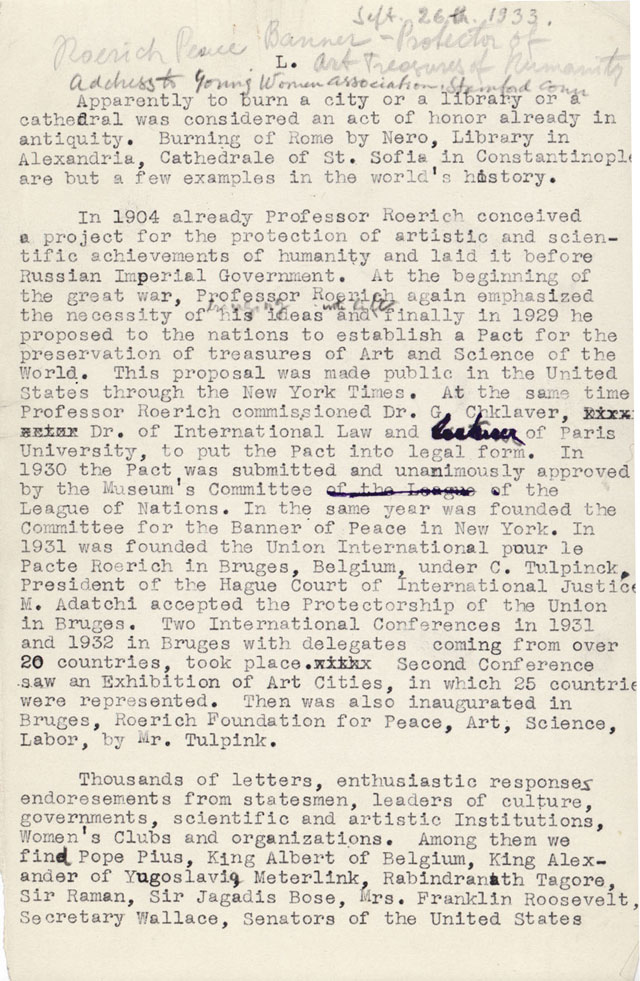 Sept. 26th, 1933.
Roerich Peace Banner - Protector of
L. Art Treasures of Humanity
Address to Young Women Association, Stamford Conn
Apparently to burn a city or a library or a
cathedral was considered an act of honor already in
antiquity. Burning of Rome by Nero, Library in
Alexandria, Cathedrale of St. Sofia in Constantinople
are but a few examples in the world's history.
In 1904 already Professor Roerich conceived
a project for the protection of artistic and scien-
tific achievements of humanity and laid it before
Russian Imperial Government. At the beginning of
the great war, Professor Roerich again emphasized
the necessity of his ideas and finally in 1929 he
proposed to the nations to establish a Pact for the
preservation of treasures of Art and Science of the
World. This proposal was made public in the United
States through the New York Times. At the same time
Professor Roerich commissioned Dr. G. Chklaver,
Dr. of International Law and Lecturer of Paris
University, to put the Pact into legal form. In
1930 the Pact was submitted and unanimously approved
by the Museum's Committee of the League of the
League of Nations. In the same year was founded the
Committee for the Banner of Peace in New York. In
1931 was founded the Union International pour le
Pacte Roerich in Bruges, Belgium, under C. Tulpinck.
President of the Hague Court of International Justice
M. Adatchi accepted the Protectorship of the Union
in Bruges. Two International Conferences in 1931
and 1932 in Bruges with delegates coming from over
20 countries, took place. Second Conference
saw an Exhibition of Art Cities, in which 25 countrie
were represented. Then was also inaugurated in
Bruges, Roerich Foundation for Peace, Art, Science,
Labor, by Mr. Tulpink.
Thousands of letters, enthusiastic responses
endoresements from statesmen, leaders of culture,
governments, scientific and artistic Institutions,
Women's Clubs and organizations. Among them we
find Pope Pius, King Albert of Belgium, King Alex-
ander of Yugoslavia, Meterlink, Rabindranath Tagore,
Sir Raman, Sir Jagadis Bose, Mrs. Franklin Roosevelt,
Secretary Wallace, Senators of the United States